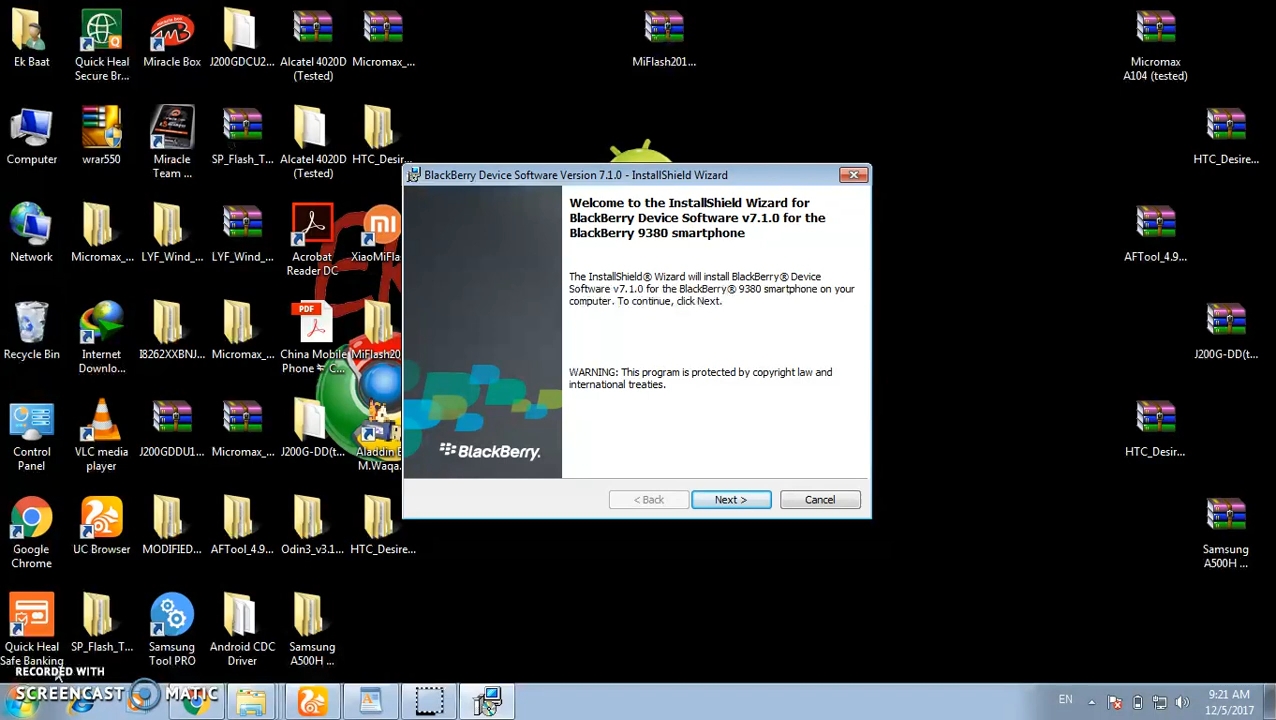 Ek Baat
Quick Heal
Secure Br...
Miracle Box
J200GDCU2...
Alcatel 4020D
(Tested)
Micromax_...
MiFlash201...
Micromax
A104 (tested)
Computer
wrar550
Miracle
Team ...
SP_Flash_T...
Alcatel 4020D
(Tested)
HTC_Desir...
HTC_Desire...
BlackBerry Device Software Version 7.1.0 - InstallShield Wizard
Welcome to the InstallShield Wizard for
BlackBerry Device Software v7.1.0 for the
BlackBerry 9380 smartphone
The InstallShield® Wizard will install BlackBerry® Device
Software v7.1.0 for the BlackBerry® 9380 smartphone on your
computer. To continue, click Next.
WARNING: This program is protected by copyright law and
international treaties.
BlackBerry.
< Back
Next >
Cancel
Network
Micromax_...
LYF_Wind_...
LYF_Wind_...
Acrobat
Reader DC
XiaoMiFlas...
AFTool_4.9...
Recycle Bin
Internet
Downlo...
I8262XXBNJ...
Micromax_...
PDF
China Mobile
Phone ≒ C...
MiFlash20...
J200G-DD(t...
Control
Panel
VLC media
player
J200GDDU1...
Micromax_...
J200G-DD(t...
Aladdin B...
M.Waqa...
HTC_Desir...
Google
Chrome
UC Browser
MODIFIED...
AFTool_4.9...
Odin3_v3.1...
HTC_Desire...
Samsung
A500H ...
Quick Heal
Safe Banking
SP_Flash_T...
Samsung
Tool PRO
Android CDC
Driver
Samsung
A500H ...
RECORDED WITH
SCREENCAST MATIC
EN
9:21 AM
12/5/2017